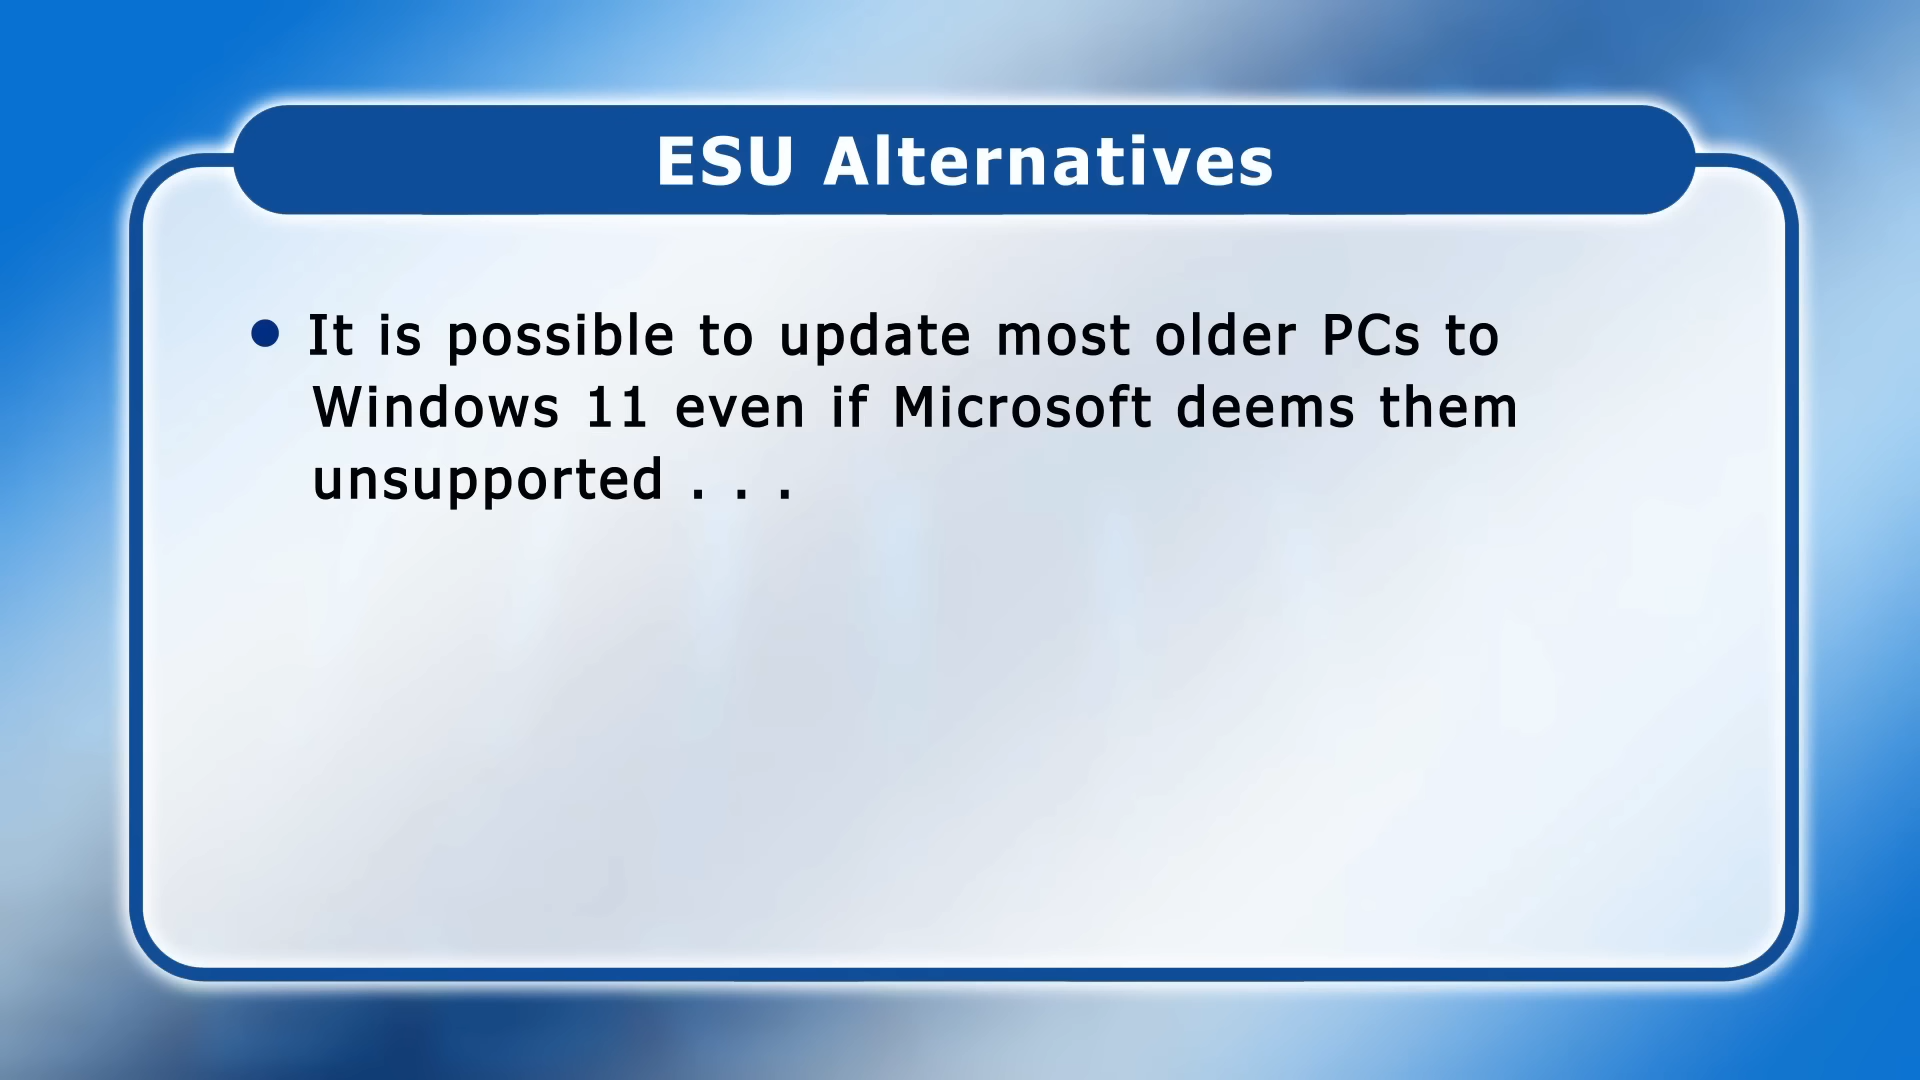 ESU Alternatives
• It is possible to update most older PCs to
Windows 11 even if Microsoft deems them
unsupported . . .